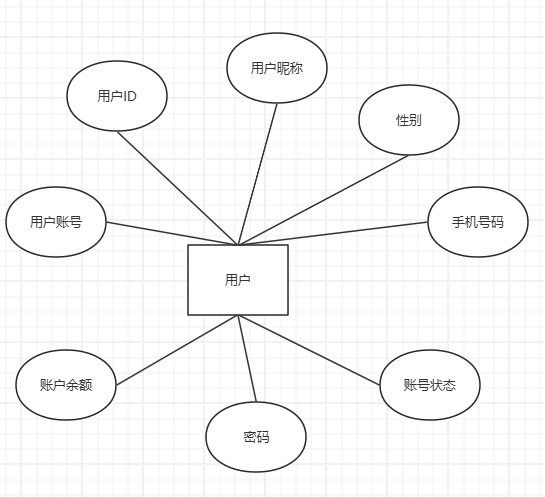 用户昵称
用户ID
性别
用户账号
手机号码
用户
账户余额
账号状态
密码